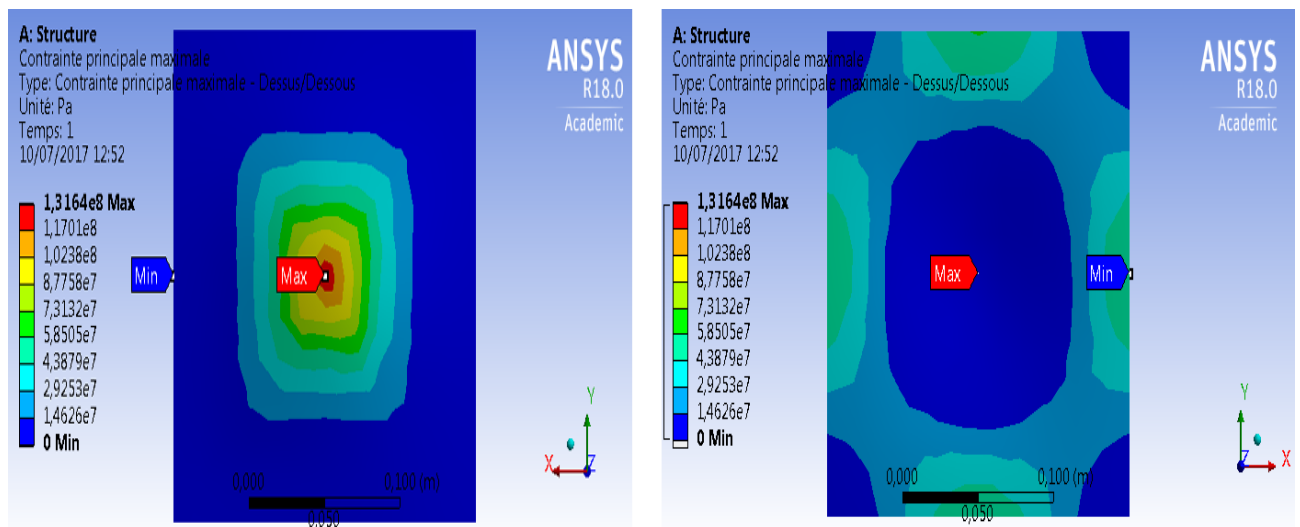 A: Structure
Contrainte principale maximale
Type: Contrainte principale maximale - Dessus/Dessous
Unité: Pa
Temps: 1
10/07/2017 12:52
ANSYS
R18.0
Academic
1,3164e8 Max
1,1701e8
1,0238e8
8,7758e7
7,3132e7
5,8505e7
4,3879e7
2,9253e7
1,4626e7
0 Min
Min
Max
0,000
0,100 (m)
0,050
Y
X
Z
A: Structure
Contrainte principale maximale
Type: Contrainte principale maximale - Dessus/Dessous
Unité: Pa
Temps: 1
10/07/2017 12:52
ANSYS
R18.0
Academic
1,3164e8 Max
1,1701e8
1,0238e8
8,7758e7
7,3132e7
5,8505e7
4,3879e7
2,9253e7
1,4626e7
0 Min
Max
Min
0,000
0,100 (m)
0,050
Y
Z
X